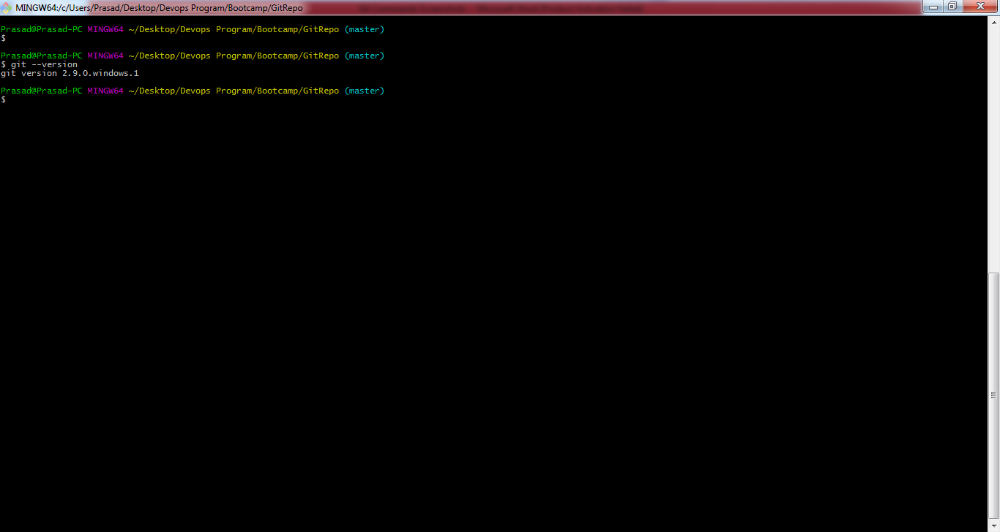 MINGW64:/c/Users/Prasad/Desktop/Devops Program/Bootcamp/GitRepo
Prasad@Prasad-PC MINGW64 ~/Desktop/Devops Program/Bootcamp/GitRepo (master)
$
Prasad@Prasad-PC MINGW64 ~/Desktop/Devops Program/Bootcamp/GitRepo (master)
$ git --version
git version 2.9.0.windows.1
Prasad@Prasad-PC MINGW64 ~/Desktop/Devops Program/Bootcamp/GitRepo (master)
$